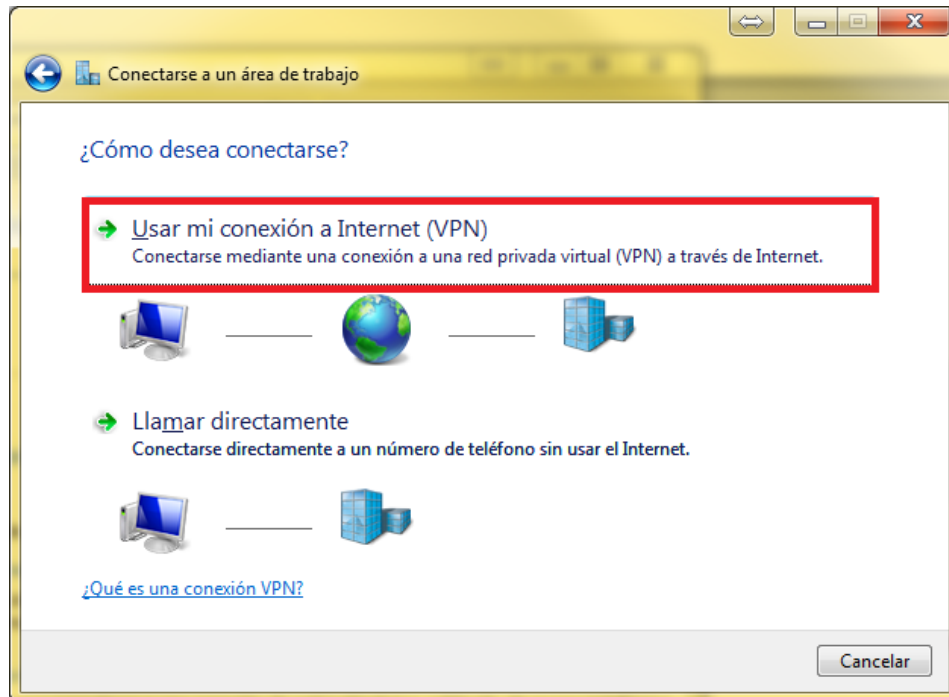 Conectarse a un área de trabajo
¿Cómo desea conectarse?
Usar mi conexión a Internet (VPN)
Conectarse mediante una conexión a una red privada virtual (VPN) a través de Internet.
Llamar directamente
Conectarse directamente a un número de teléfono sin usar el Internet.
¿Qué es una conexión VPN?
Cancelar